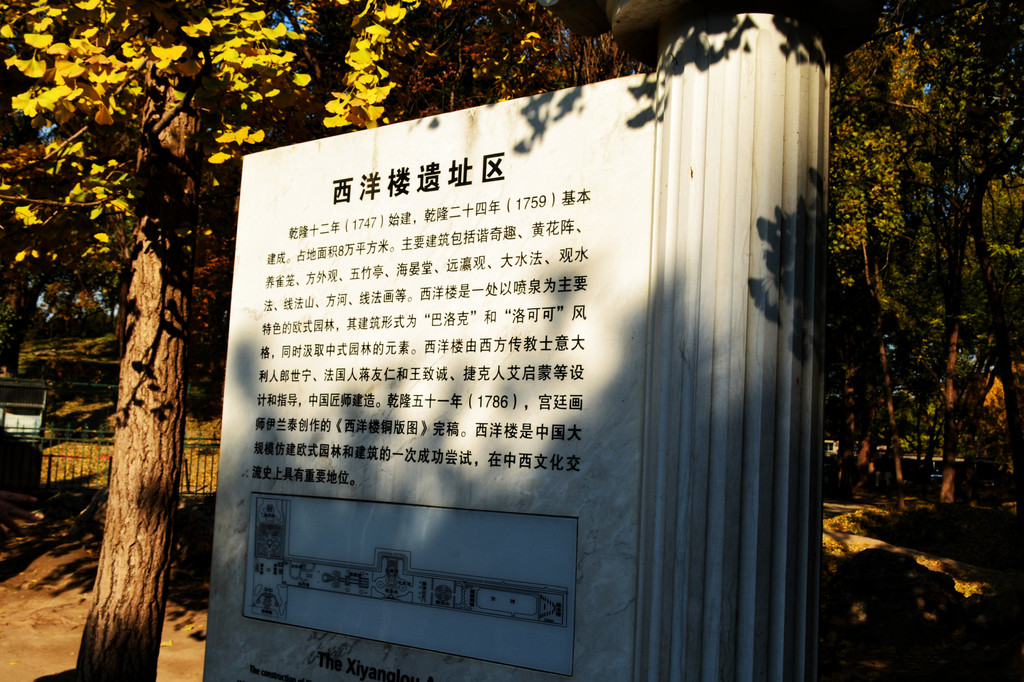 西洋楼遗址区
乾隆十二年（1747）始建，乾隆二十四年（1759）基本
建成。占地面积8万平方米。主要建筑包括谐奇趣、黄花阵、
养雀笼、方外观、五竹亭、海晏堂、远瀛观、大水法、观水
法、线法山、方河、线法画等。西洋楼是一处以喷泉为主要
特色的欧式园林，其建筑形式为“巴洛克”和“洛可可”风
格，同时汲取中式园林的元素。西洋楼由西方传教士意大
利人郎世宁、法国人蒋友仁和王致诚、捷克人艾启蒙等设
计和指导，中国匠师建造。乾隆五十一年（1786），宫廷画
师伊兰泰创作的《西洋楼铜版图》完稿。西洋楼是中国大
规模仿建欧式园林和建筑的一次成功尝试，在中西文化交
流史上具有重要地位。
The Xiyanglou
The construction of